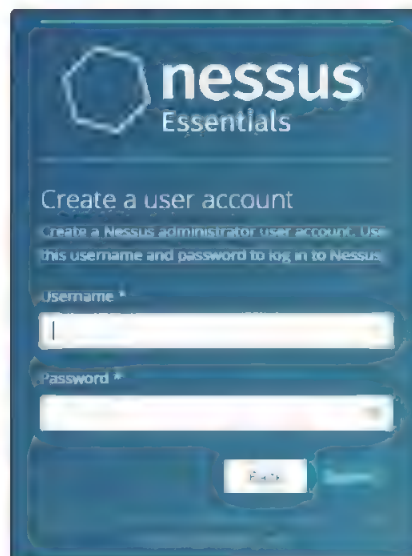 nessus
Essentials
Create a user account
Create a Nessus administrator user account. Use
this username and password to log in to Nessus
Username *
Password *